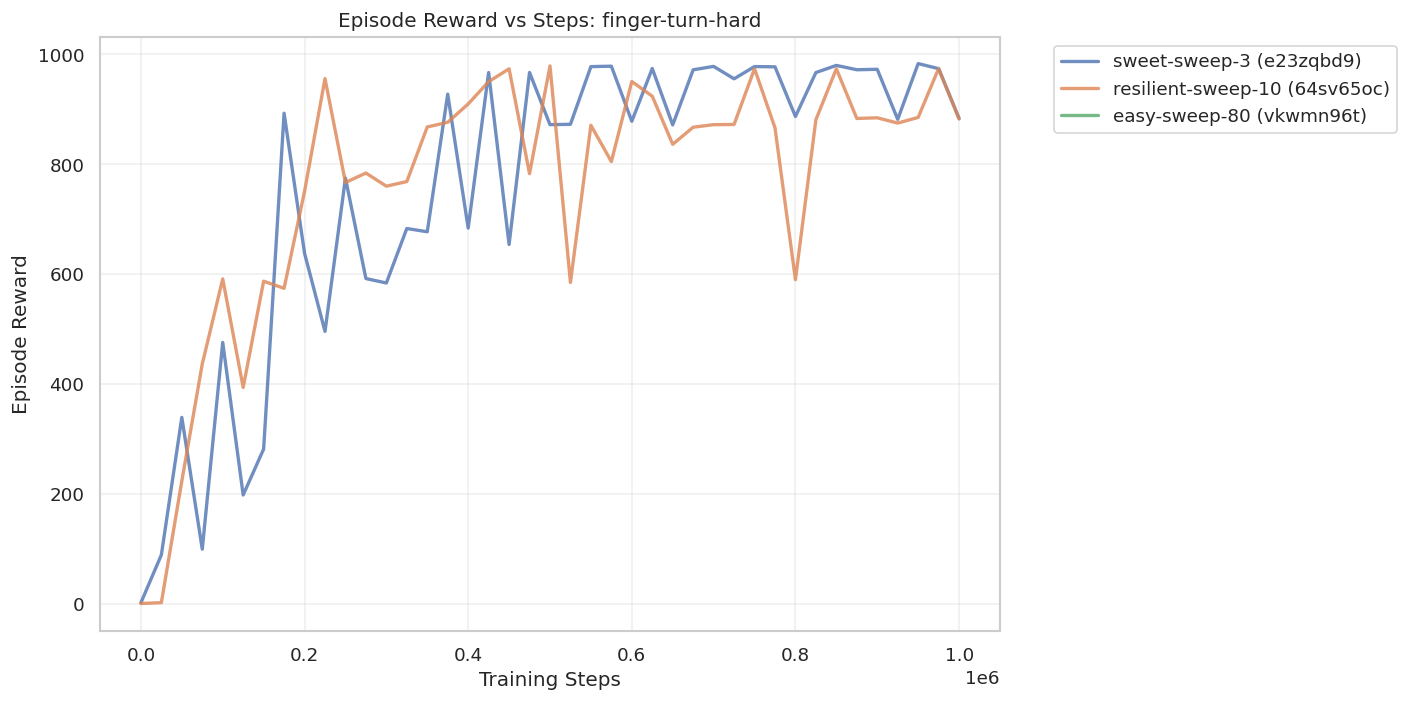 Episode Reward vs Steps: finger-turn-hard
sweet-sweep-3 (e23zqbd9)
resilient-sweep-10 (64sv65oc)
easy-sweep-80 (vkwmn96t)
Episode Reward
1000
800
600
400
200
0
0.0 0.2 0.4 0.6 0.8 1.0
1e6
Training Steps